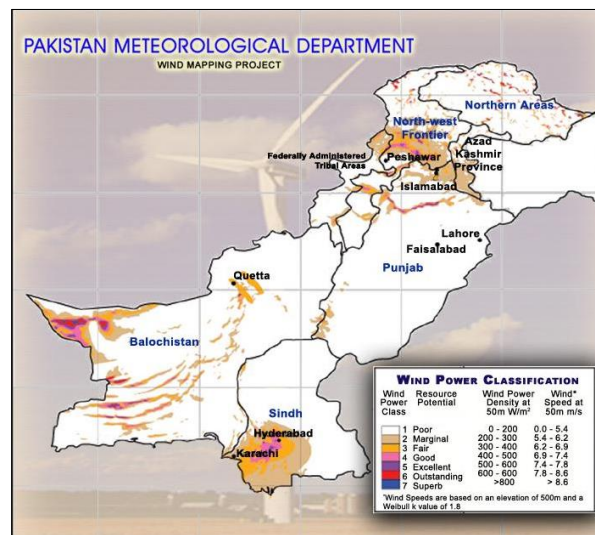 PAKISTAN METEOROLOGICAL DEPARTMENT
WIND MAPPING PROJECT
Northern Areas
North-west
Frontier
Azad
Kashmir
Province
Federally Administered
Tribal Areas
Peshawar
Islamabad
Lahore
Faisalabad
Punjab
Quetta
Balochistan
Sindh
Hyderabad
Karachi
WIND POWER CLASSIFICATION
Wind Power Class Resource Potential Wind Power Density at 50m W/m² Wind* Speed at 50m m/s
1 Poor 0 - 200 0.0 - 5.4
2 Marginal 200 - 300 5.4 - 6.2
3 Fair 300 - 400 6.2 - 6.9
4 Good 400 - 500 6.9 - 7.4
5 Excellent 500 - 600 7.4 - 7.8
6 Outstanding 600 - 600 7.8 - 8.6
7 Superb >800 > 8.6
*Wind Speeds are based on an elevation of 500m and a
Weibull k value of 1.8